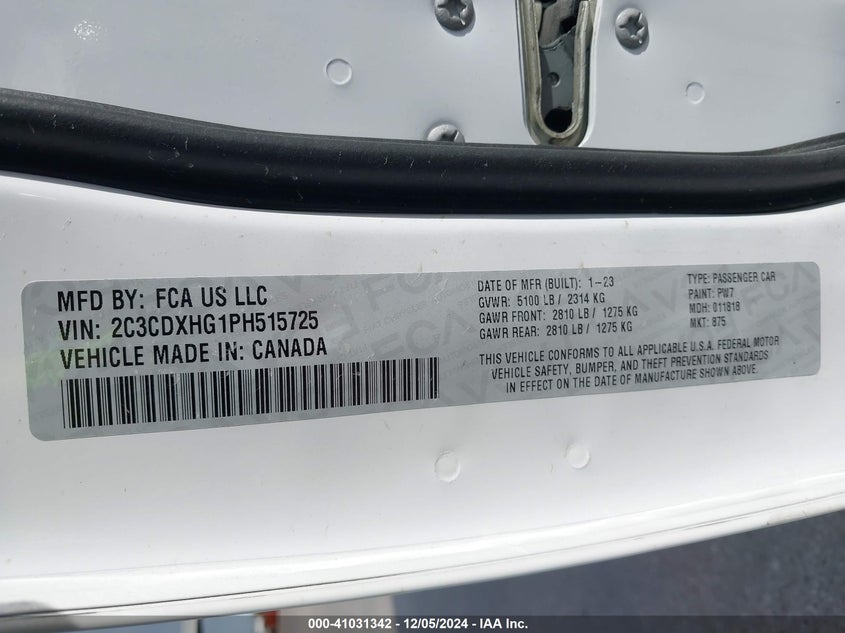 MFD BY: FCA US LLC
VIN: 2C3CDXHG1PH515725
VEHICLE MADE IN: CANADA
DATE OF MFR (BUILT): 1-23
GVWR: 5100 LB / 2314 KG
GAWR FRONT: 2810 LB / 1275 KG
GAWR REAR: 2810 LB / 1275 KG
TYPE: PASSENGER CAR
PAINT: PW7
MDH: 011818
MKT: 875
THIS VEHICLE CONFORMS TO ALL APPLICABLE U.S.A. FEDERAL MOTOR
VEHICLE SAFETY, BUMPER, AND THEFT PREVENTION STANDARDS
IN EFFECT ON THE DATE OF MANUFACTURE SHOWN ABOVE.
000-41031342 - 12/05/2024 - IAA Inc.